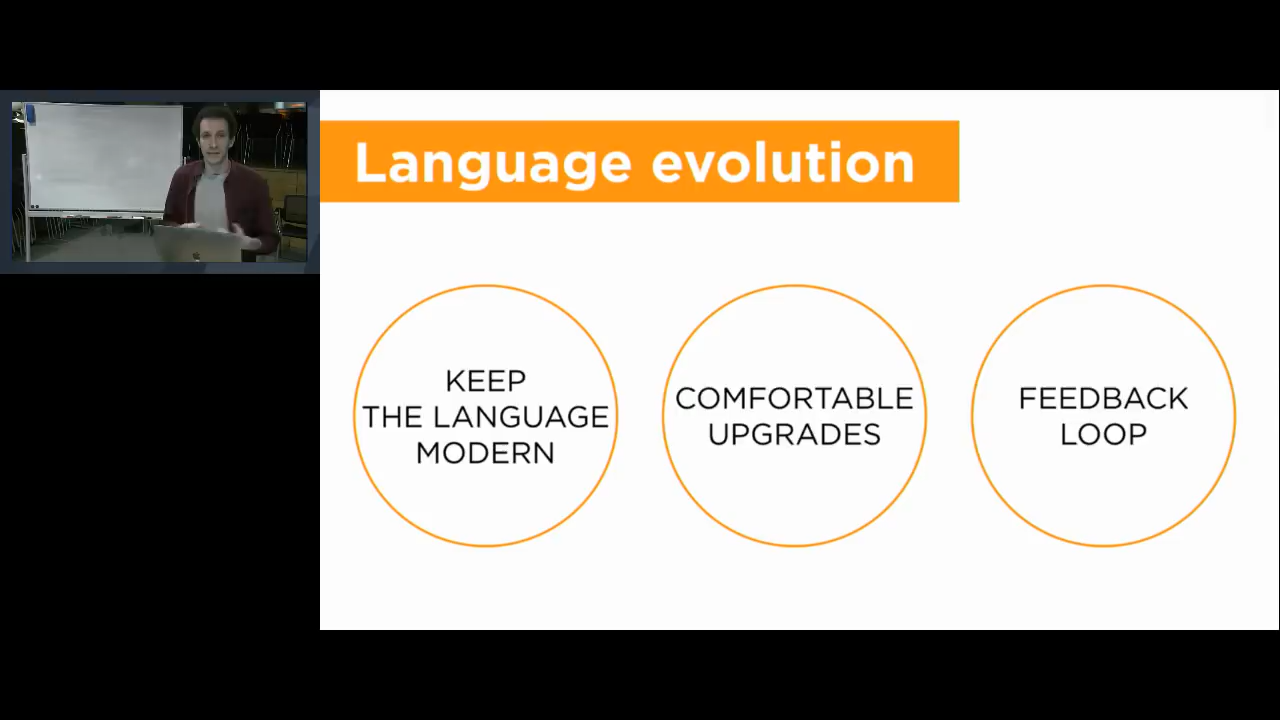 Language evolution
KEEP
THE LANGUAGE
MODERN
COMFORTABLE
UPGRADES
FEEDBACK
LOOP